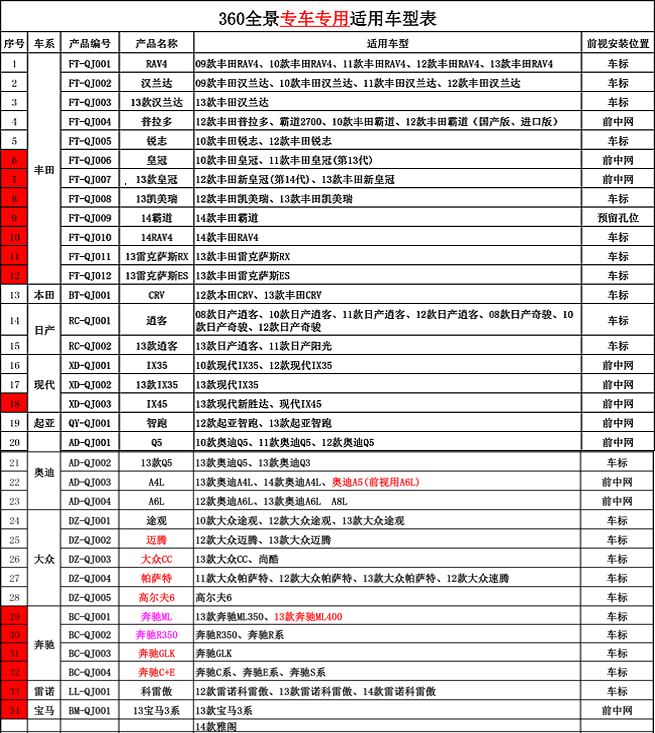 360全景专车专用适用车型表
序号 车系 产品编号 产品名称 适用车型 前视安装位置
1 丰田 FT-QJ001 RAV4 09款丰田RAV4、10款丰田RAV4、11款丰田RAV4、12款丰田RAV4、13款丰田RAV4 车标
2 FT-QJ002 汉兰达 09款丰田汉兰达、10款丰田汉兰达、11款丰田汉兰达、12款丰田汉兰达 车标
3 FT-QJ003 13款汉兰达 13款丰田汉兰达 车标
4 FT-QJ004 普拉多 12款丰田普拉多、霸道2700、10款丰田霸道、12款丰田霸道（国产版、进口版） 前中网
5 FT-QJ005 锐志 10款丰田锐志、12款丰田锐志 车标
6 FT-QJ006 皇冠 10款丰田皇冠、11款丰田皇冠(第13代) 前中网
7 FT-QJ007 13款皇冠 12款丰田新皇冠(第14代)、13款丰田新皇冠 前中网
8 FT-QJ008 13凯美瑞 12款丰田凯美瑞、13款丰田凯美瑞 车标
9 FT-QJ009 14霸道 14款丰田霸道 预留孔位
10 FT-QJ010 14RAV4 14款丰田RAV4 车标
11 FT-QJ011 13雷克萨斯RX 13款丰田雷克萨斯RX 车标
12 FT-QJ012 13雷克萨斯ES 13款丰田雷克萨斯ES 车标
13 本田 BT-QJ001 CRV 12款本田CRV、13款丰田CRV 车标
14 日产 RC-QJ001 逍客 08款日产逍客、10款日产逍客、11款日产逍客、12款日产逍客、08款日产奇骏、10
款日产奇骏、12款日产奇骏 车标
15 RC-QJ002 13款逍客 13款日产逍客、11款日产阳光 车标
16 现代 XD-QJ001 IX35 10款现代IX35、12款现代IX35 前中网
17 XD-QJ002 13款IX35 13款现代IX35 前中网
18 XD-QJ003 IX45 13款现代新胜达、现代IX45 前中网
19 起亚 QY-QJ001 智跑 12款起亚智跑、13款起亚智跑 前中网
20 AD-QJ001 Q5 10款奥迪Q5、11款奥迪Q5、12款奥迪Q5 前中网
21 奥迪 AD-QJ002 13款Q5 13款奥迪Q5、13款奥迪Q3 车标
22 AD-QJ003 A4L 13款奥迪A4L、14款奥迪A4L、奥迪A5(前视用A6L) 前中网
23 AD-QJ004 A6L 12款奥迪A6L、13款奥迪A6L A8L 前中网
24 大众 DZ-QJ001 途观 10款大众途观、12款大众途观、13款大众途观 车标
25 DZ-QJ002 迈腾 12款大众迈腾、13款大众迈腾 车标
26 DZ-QJ003 大众CC 13款大众CC、尚酷 车标
27 DZ-QJ004 帕萨特 11款大众帕萨特、12款大众帕萨特、13款大众帕萨特、12款大众速腾 车标
28 DZ-QJ005 高尔夫6 高尔夫6 车标
29 奔驰 BC-QJ001 奔驰ML 13款奔驰ML350、13款奔驰ML400 车标
30 BC-QJ002 奔驰R350 奔驰R350、奔驰R系 车标
31 BC-QJ003 奔驰GLK 奔驰GLK 车标
32 BC-QJ004 奔驰C+E 奔驰C系、奔驰E系、奔驰S系 车标
33 雷诺 LL-QJ001 科雷傲 12款雷诺科雷傲、13款雷诺科雷傲、14款雷诺科雷傲 车标
34 宝马 BM-QJ001 13宝马3系 13款宝马3系 前中网
14款雅阁